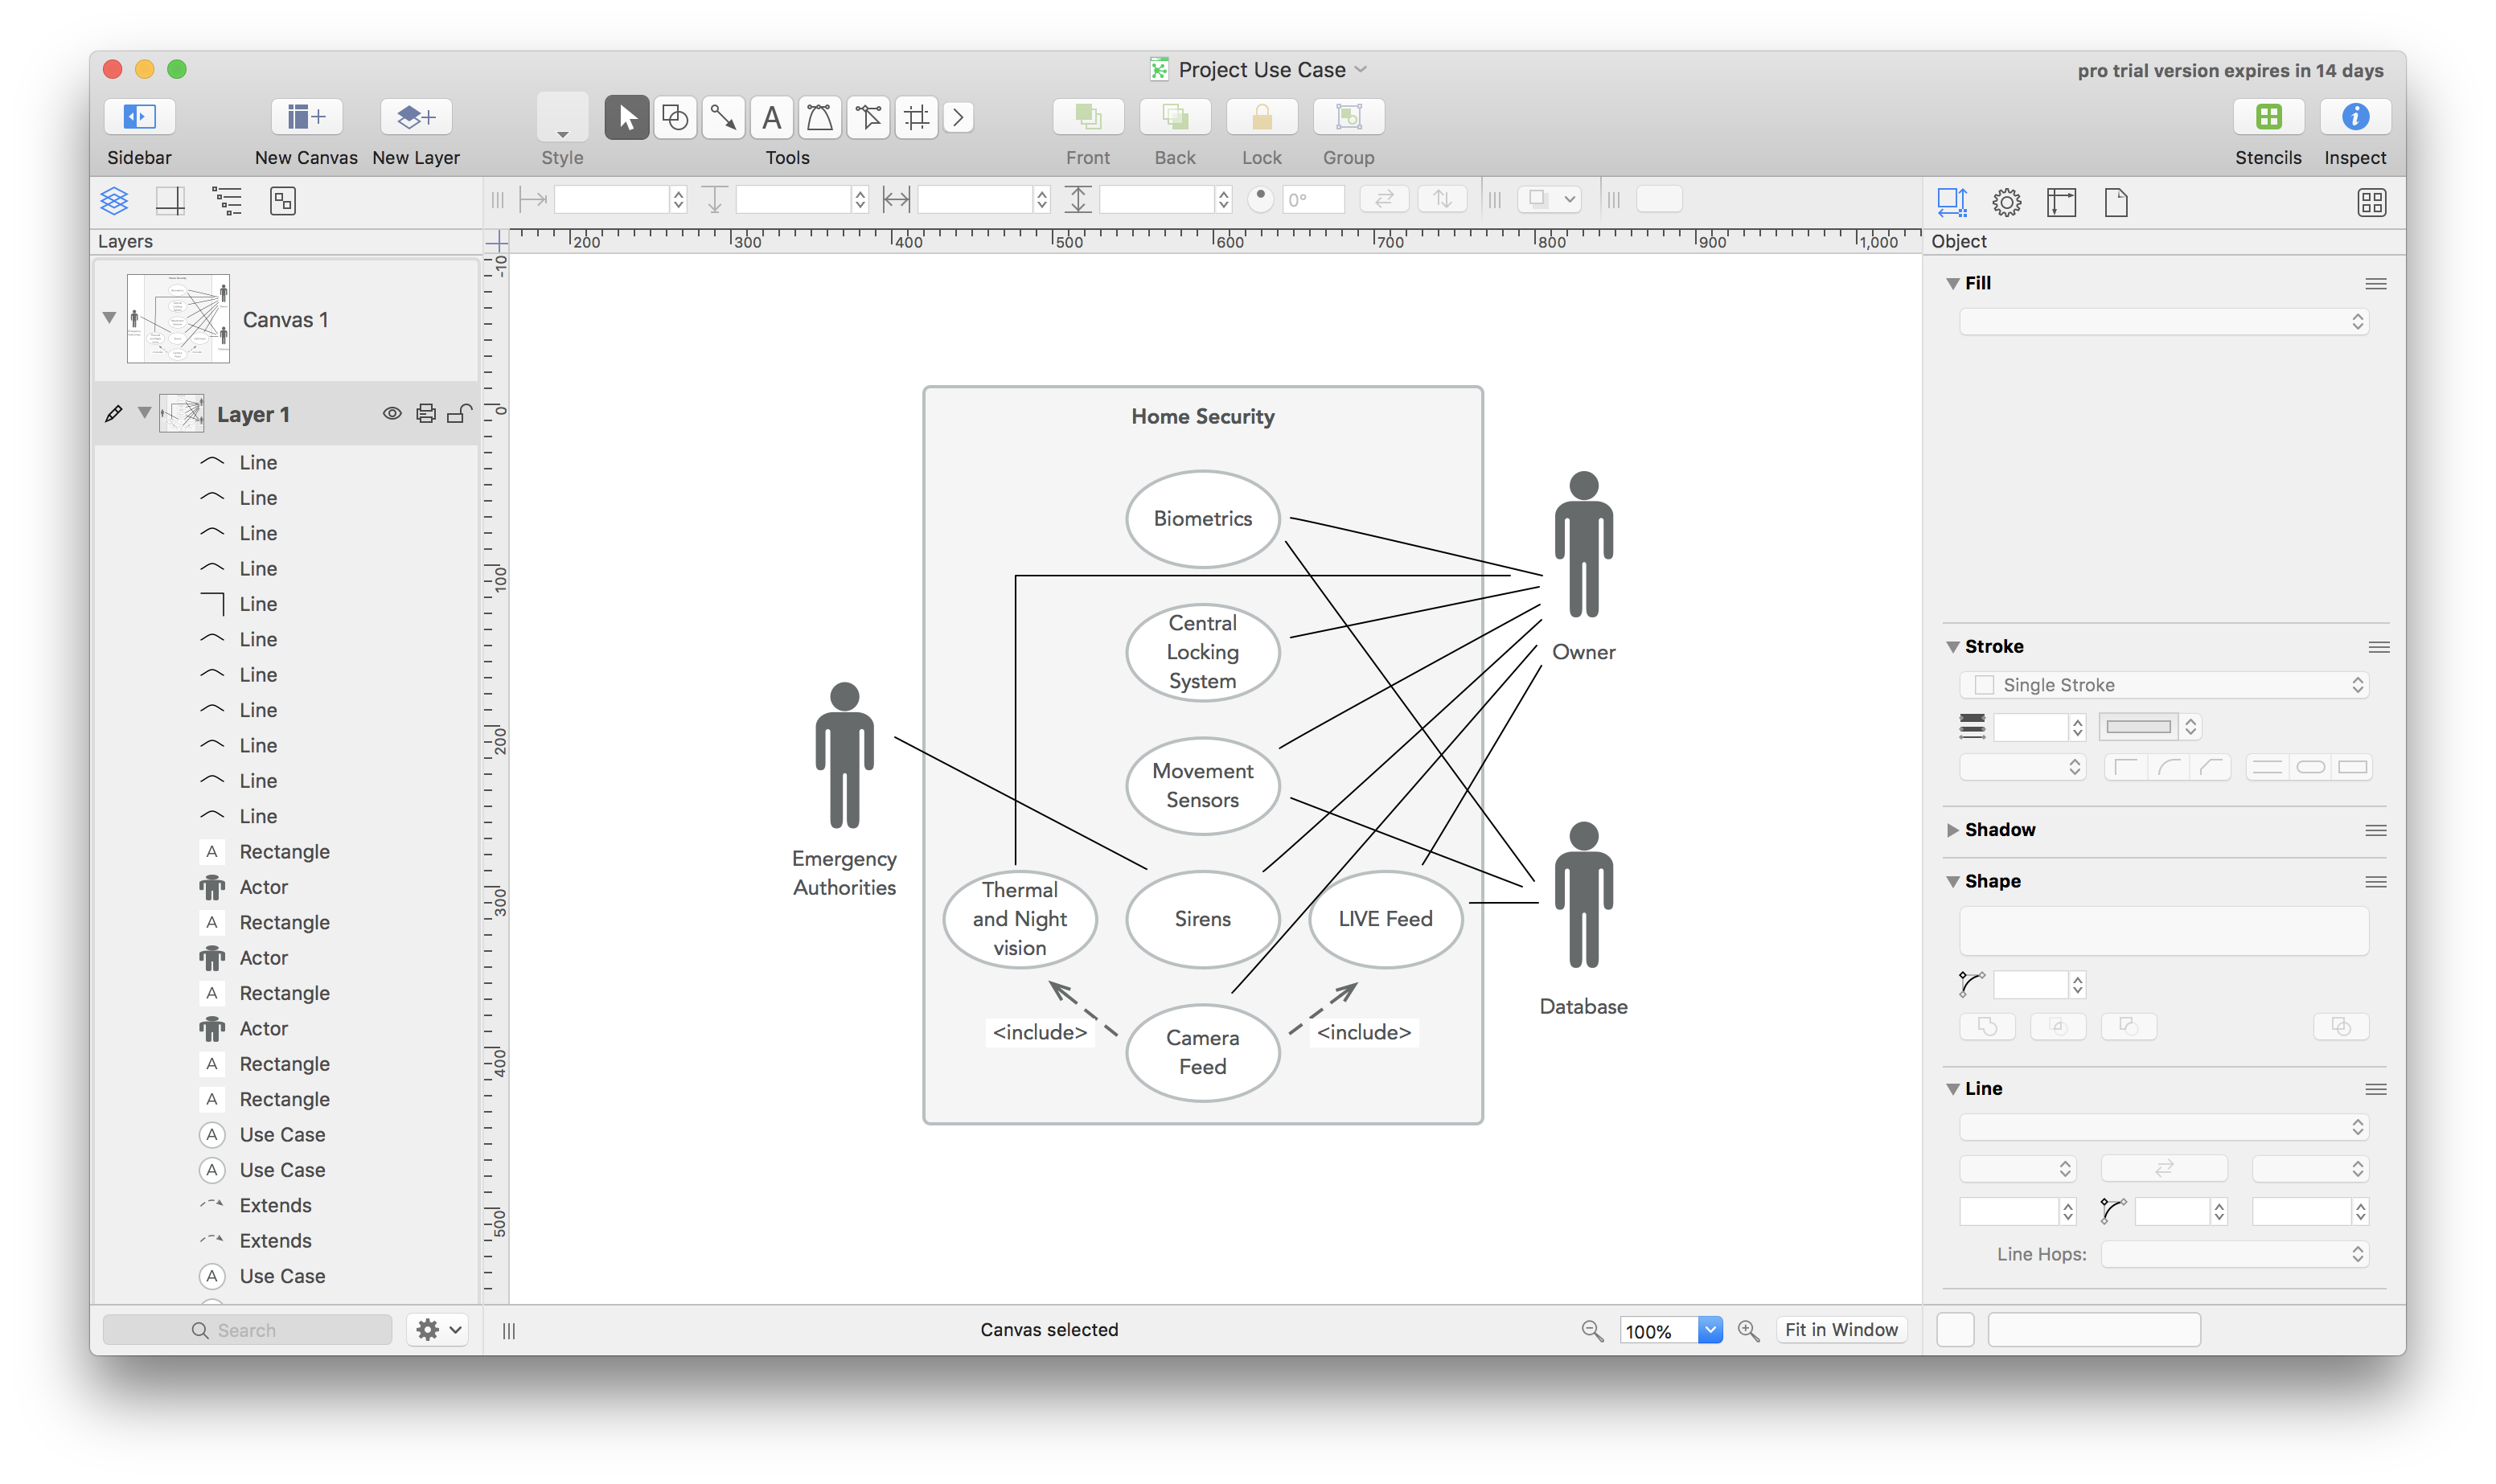 Project Use Case
pro trial version expires in 14 days
Sidebar
New Canvas
New Layer
Style
Tools
Front
Back
Lock
Group
Stencils
Inspect
0°
Layers
200 300 400 500 600 700 800 900 1,000
Object
-10
0
100
200
300
400
500
Canvas 1
Layer 1
Line
Line
Line
Line
Line
Line
Line
Line
Line
Line
Line
A Rectangle
Actor
A Rectangle
Actor
A Rectangle
Actor
A Rectangle
A Rectangle
A Use Case
A Use Case
Extends
Extends
A Use Case
Search
Home Security
Biometrics
Central
Locking
System
Movement
Sensors
Thermal
and Night
vision
Sirens
LIVE Feed
<include>
<include>
Camera
Feed
Owner
Emergency
Authorities
Database
Canvas selected
100%
Fit in Window
Fill
Stroke
Single Stroke
Shadow
Shape
Line
Line Hops: